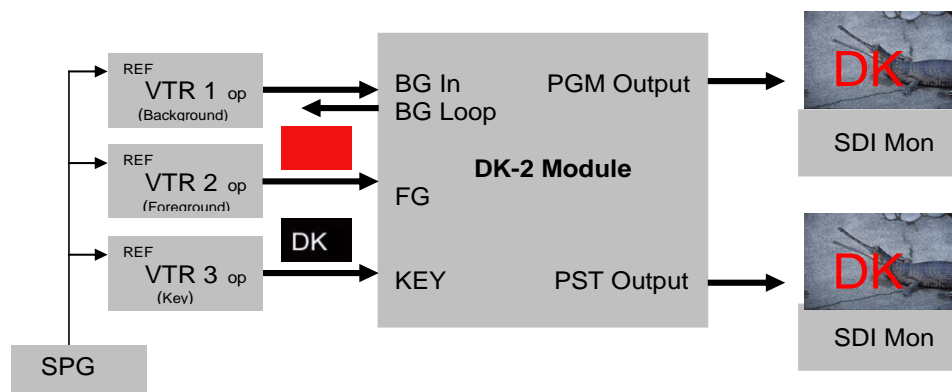 REF
VTR 1 op
(Background)
REF
VTR 2 op
(Foreground)
REF
VTR 3 op
(Key)
SPG
DK
BG In
BG Loop
FG
KEY
DK-2 Module
PGM Output
PST Output
DK
SDI Mon
DK
SDI Mon